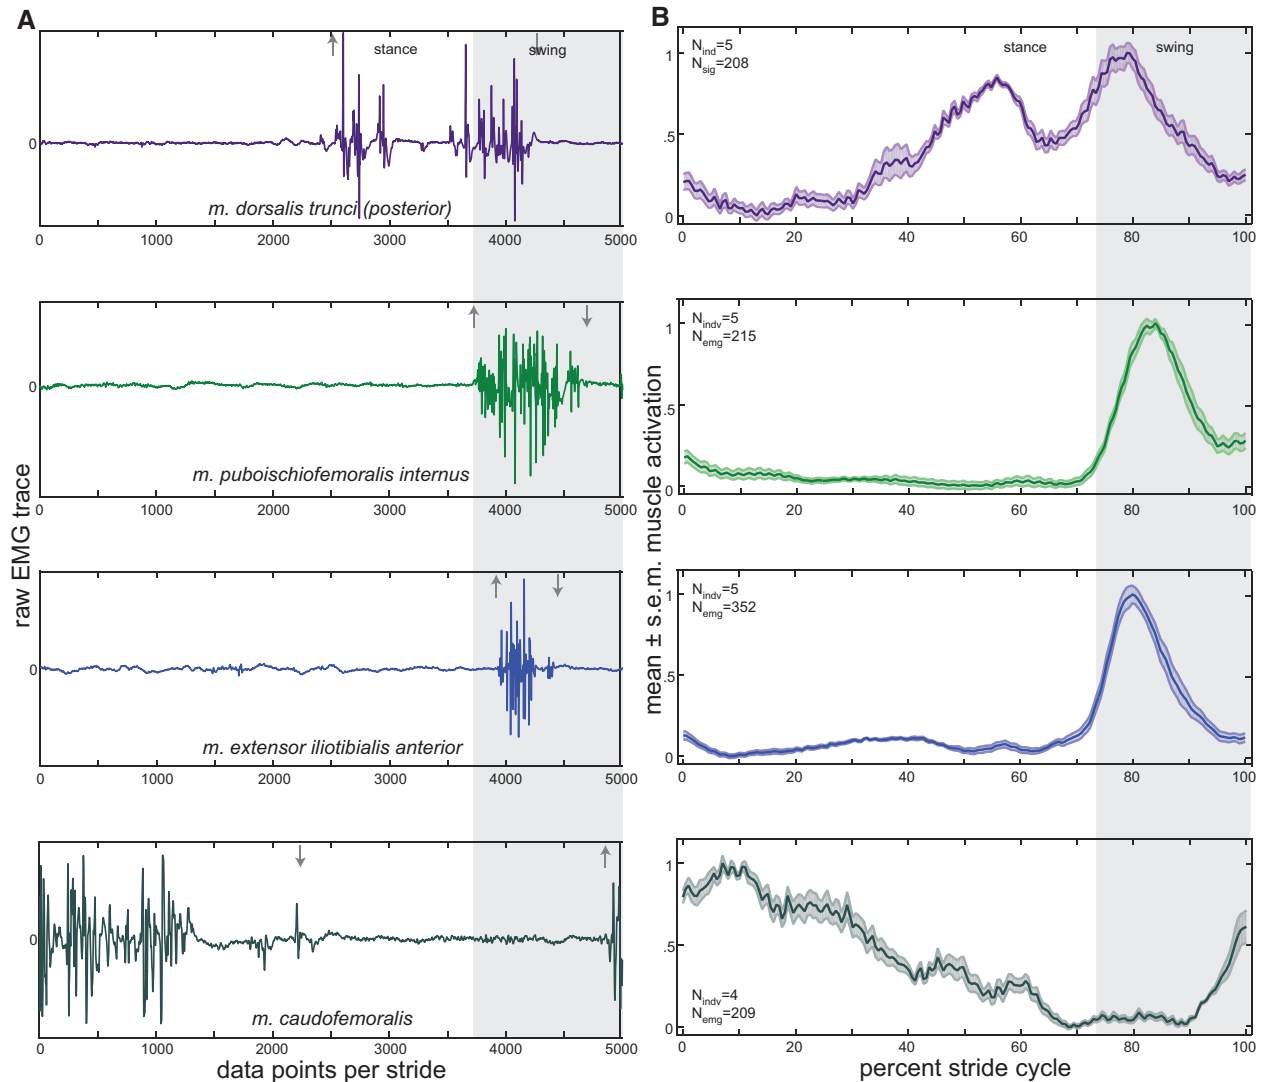 A
stance
swing
0
m. dorsalis trunci (posterior)
0 1000 2000 3000 4000 5000
0
m. puboischiofemoralis internus
0 1000 2000 3000 4000 5000
0
m. extensor iliotibialis anterior
0 1000 2000 3000 4000 5000
0
m. caudofemoralis
0 1000 2000 3000 4000 5000
raw EMG trace
data points per stride
B
Nind=5
Nsig=208
stance
swing
1
.5
0
0 20 40 60 80 100
Nindv=5
Nemg=215
1
.5
0
0 20 40 60 80 100
Nindv=5
Nemg=352
1
.5
0
0 20 40 60 80 100
Nindv=4
Nemg=209
1
.5
0
0 20 40 60 80 100
mean ± s.e.m. muscle activation
percent stride cycle